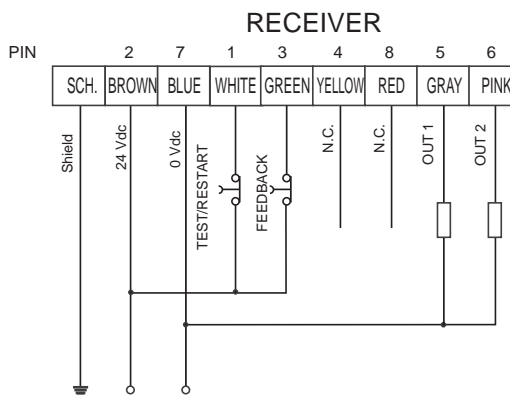 RECEIVER
PIN 2 7 1 3 4 8 5 6
SCH. BROWN BLUE WHITE GREEN YELLOW RED GRAY PINK
Shield
24 Vdc
0 Vdc
TEST/RESTART
FEEDBACK
N.C.
N.C.
OUT 1
OUT 2